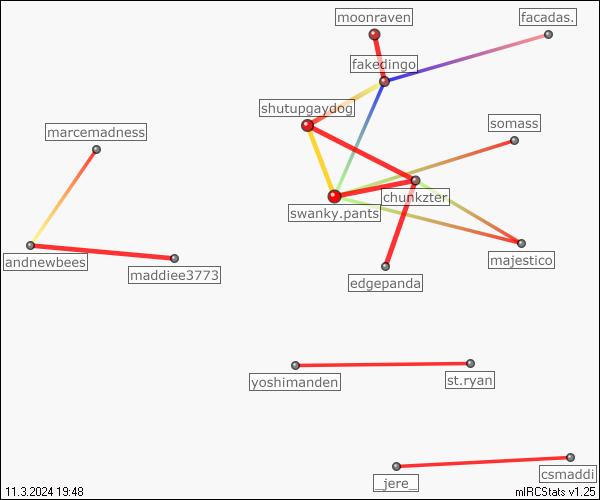 moonraven
facadas.
fakedingo
shutupgaydog
somass
marcemadness
chunkzter
swanky.pants
andnewbees
majestico
maddiee3773
edgepanda
yoshimanden
st.ryan
_jere_
csmaddi
11.3.2024 19:48
mIRCStats v1.25